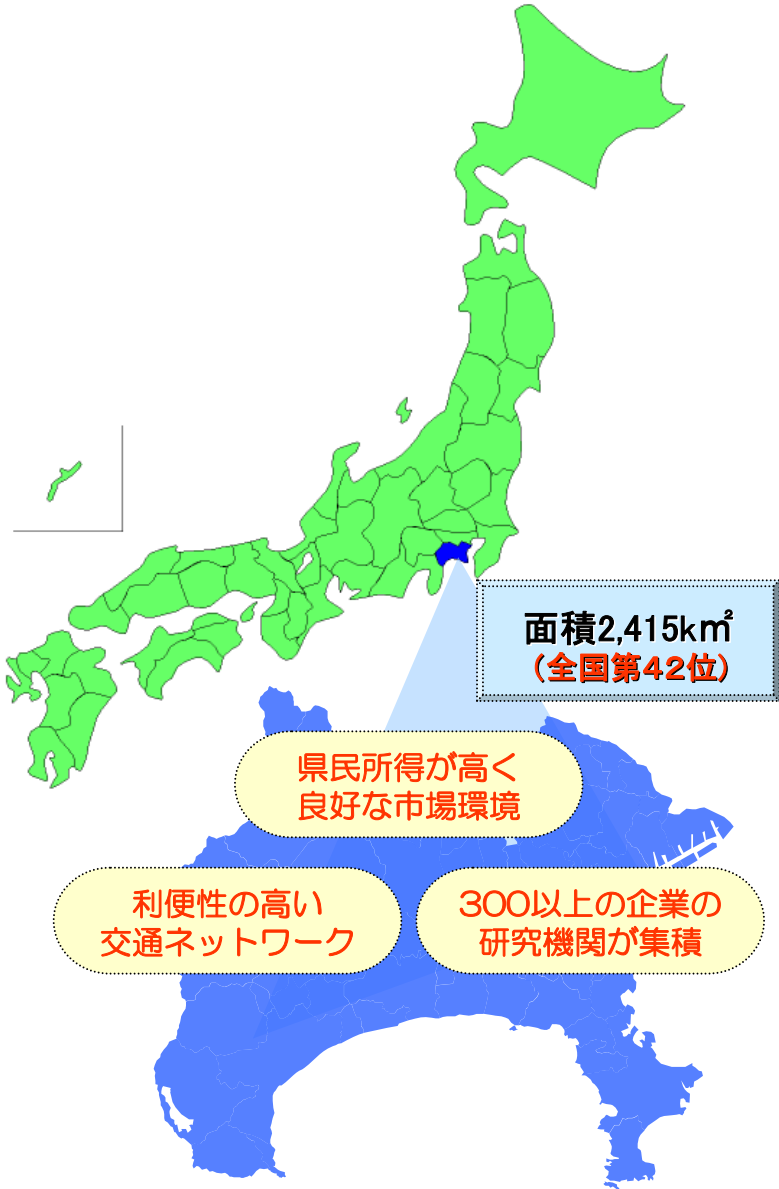 面積2,415k㎡
（全国第４２位）
県民所得が高く
良好な市場環境
利便性の高い
交通ネットワーク
300以上の企業の
研究機関が集積